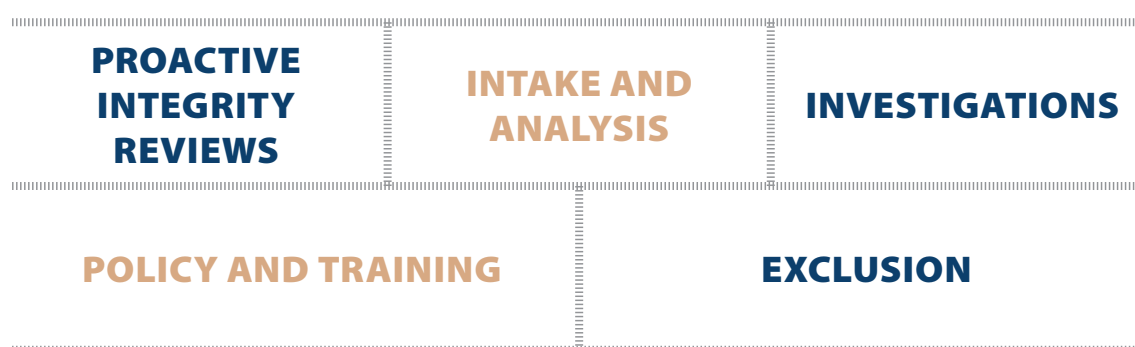 PROACTIVE
INTEGRITY
REVIEWS
INTAKE AND
ANALYSIS
INVESTIGATIONS
POLICY AND TRAINING
EXCLUSION